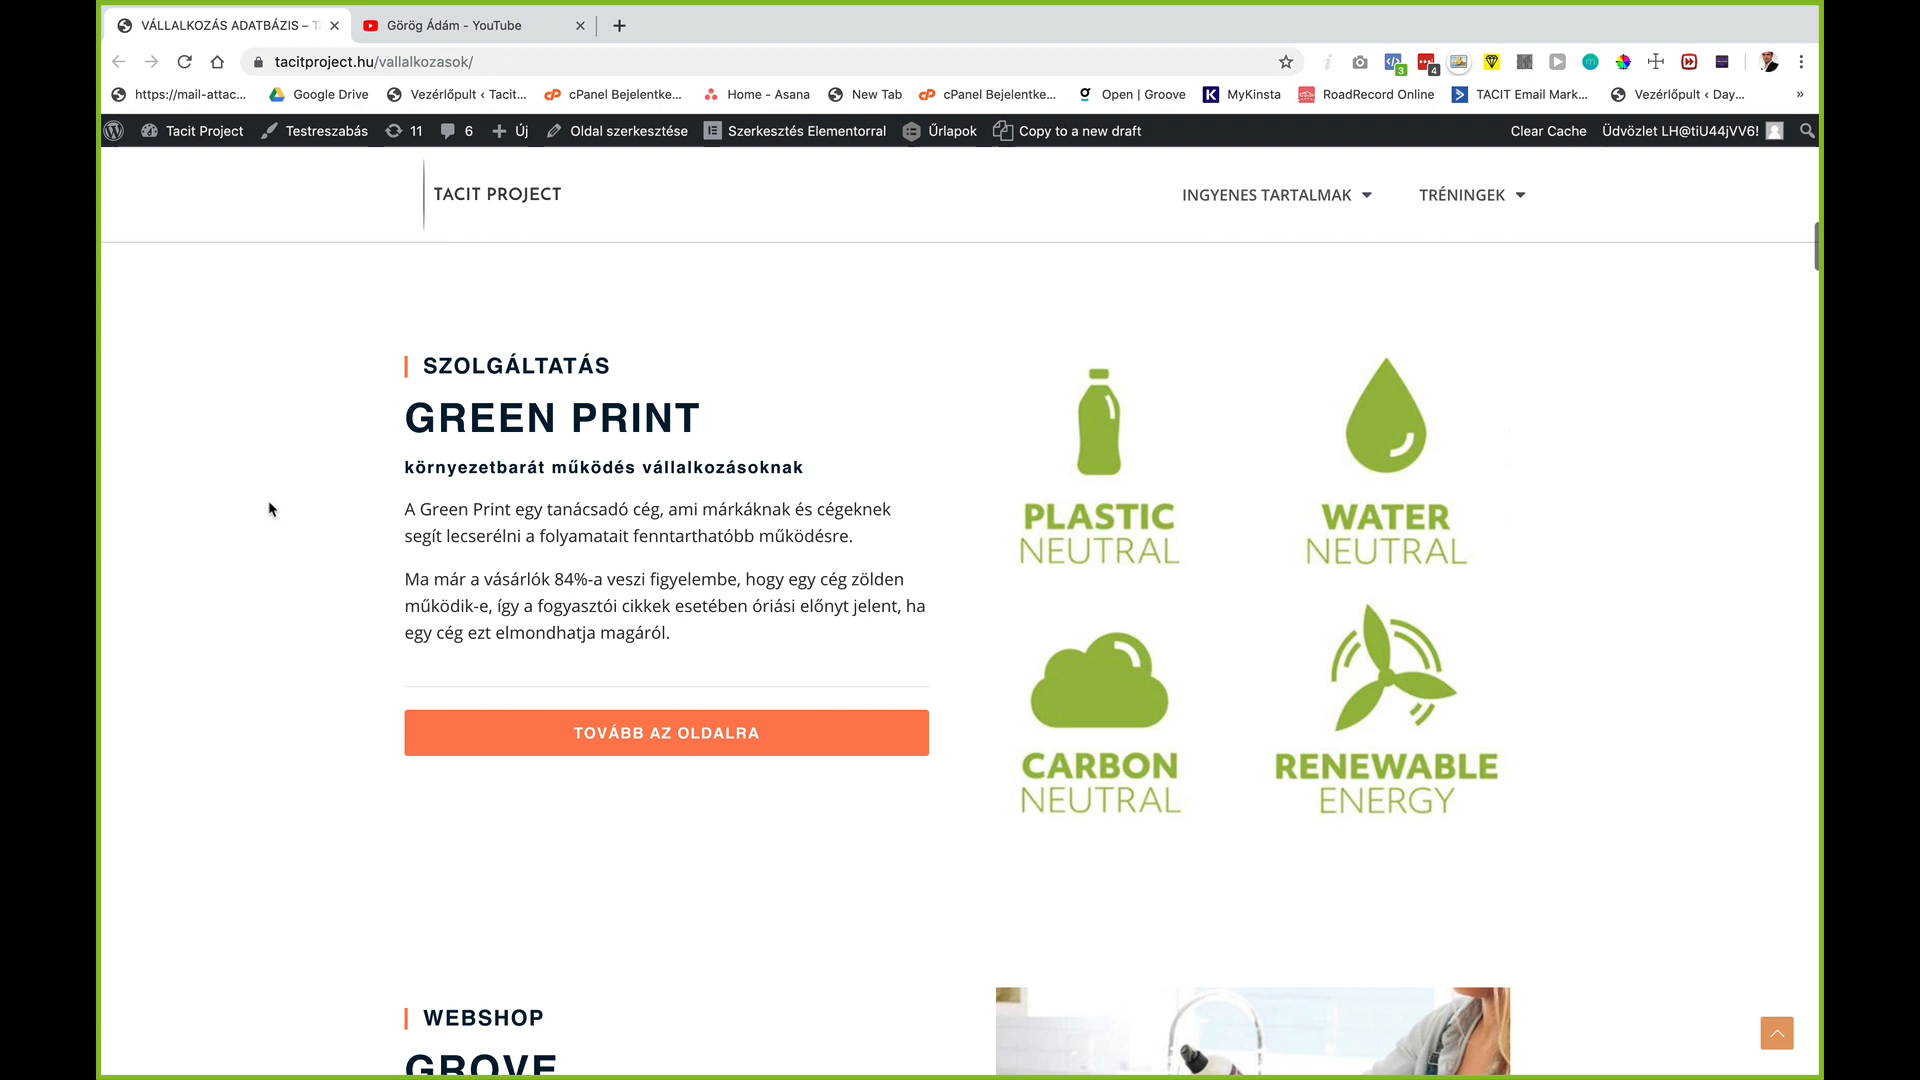 VÁLLALKOZÁS ADATBÁZIS – T
Görög Ádám - YouTube
tacitproject.hu/vallalkozasok/
3
4
https://mail-attac...
Google Drive
Vezérlőpult ‹ Tacit...
cPanel Bejelentke...
Home - Asana
New Tab
cPanel Bejelentke...
Open | Groove
MyKinsta
RoadRecord Online
TACIT Email Mark...
Vezérlőpult ‹ Day...
»
Tacit Project
Testreszabás
11
6
Új
Oldal szerkesztése
Szerkesztés Elementorral
Űrlapok
Copy to a new draft
Clear Cache
Üdvözlet LH@tiU44jVV6!
TACIT PROJECT
INGYENES TARTALMAK
TRÉNINGEK
SZOLGÁLTATÁS
GREEN PRINT
környezetbarát működés vállalkozásoknak
A Green Print egy tanácsadó cég, ami márkáknak és cégeknek
segít lecserélni a folyamatait fenntarthatóbb működésre.
Ma már a vásárlók 84%-a veszi figyelembe, hogy egy cég zölden
működik-e, így a fogyasztói cikkek esetében óriási előnyt jelent, ha
egy cég ezt elmondhatja magáról.
TOVÁBB AZ OLDALRA
PLASTIC
NEUTRAL
WATER
NEUTRAL
CARBON
NEUTRAL
RENEWABLE
ENERGY
WEBSHOP
GROVE